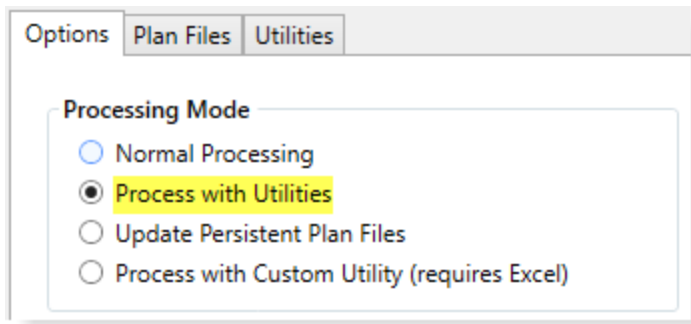 Options Plan Files Utilities
Processing Mode
Normal Processing
Process with Utilities
Update Persistent Plan Files
Process with Custom Utility (requires Excel)